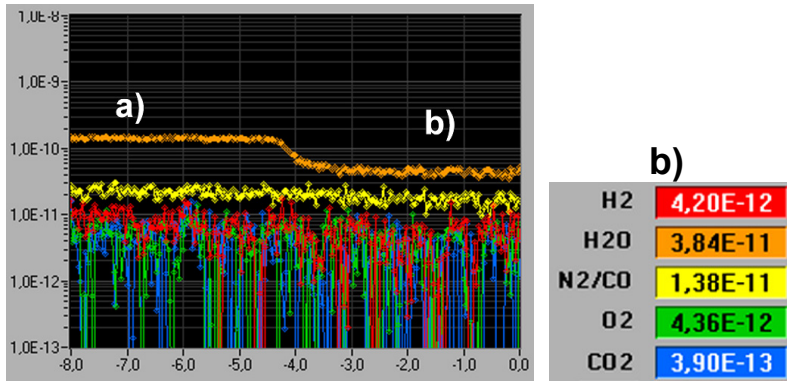 1,0E-8
1,0E-9
1,0E-10
1,0E-11
1,0E-12
1,0E-13
-8,0 -7,0 -6,0 -5,0 -4,0 -3,0 -2,0 -1,0 0,0
a)
b)
b)
H2 4,20E-12
H2O 3,84E-11
N2/CO 1,38E-11
O2 4,36E-12
CO2 3,90E-13